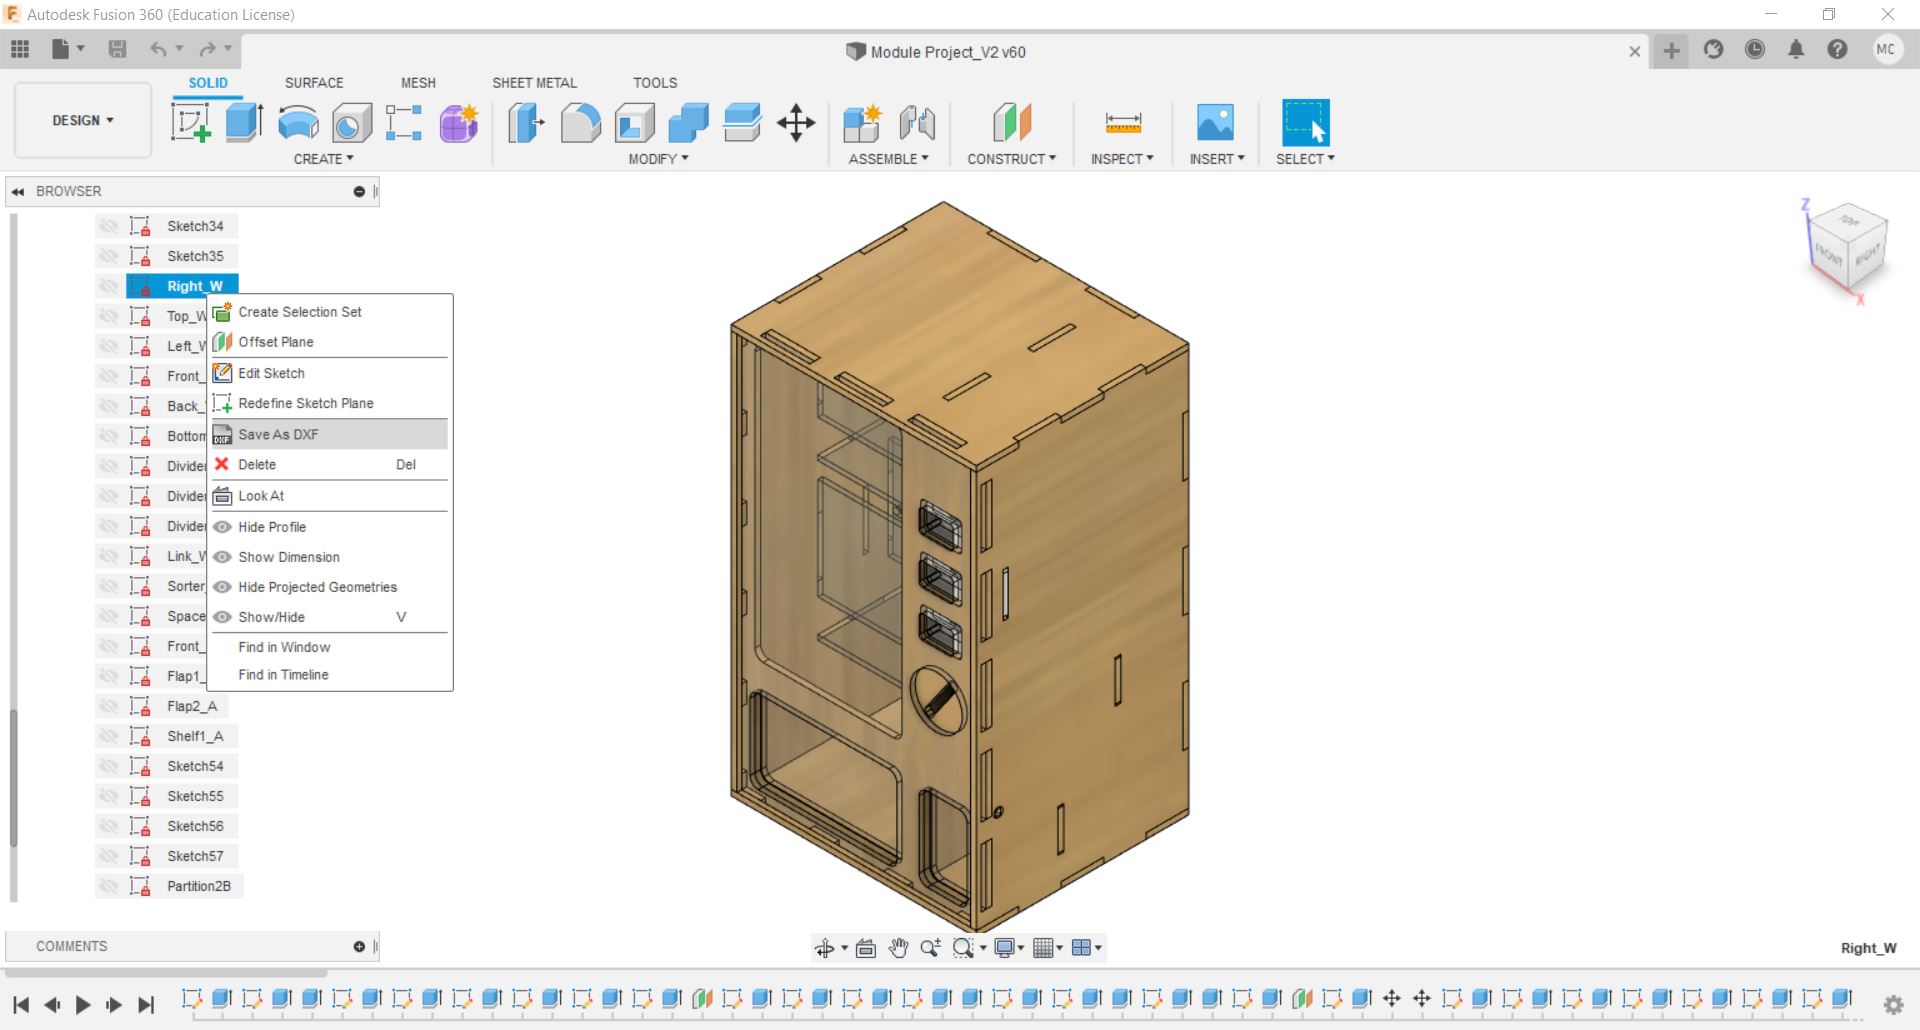 Autodesk Fusion 360 (Education License)
Module Project_V2 v60
MC
SOLID SURFACE MESH SHEET METAL TOOLS
DESIGN
CREATE MODIFY ASSEMBLE CONSTRUCT INSPECT INSERT SELECT
BROWSER
Sketch34
Sketch35
Right_W
Top_W
Left_W
Front_
Back_
Bottom
Divider
Divider
Divider
Link_W
Sorter_
Space
Front_
Flap1_
Flap2_A
Shelf1_A
Sketch54
Sketch55
Sketch56
Sketch57
Partition2B
Create Selection Set
Offset Plane
Edit Sketch
Redefine Sketch Plane
DXF Save As DXF
Delete Del
Look At
Hide Profile
Show Dimension
Hide Projected Geometries
Show/Hide V
Find in Window
Find in Timeline
Z
TOP
FRONT
RIGHT
X
COMMENTS
Right_W